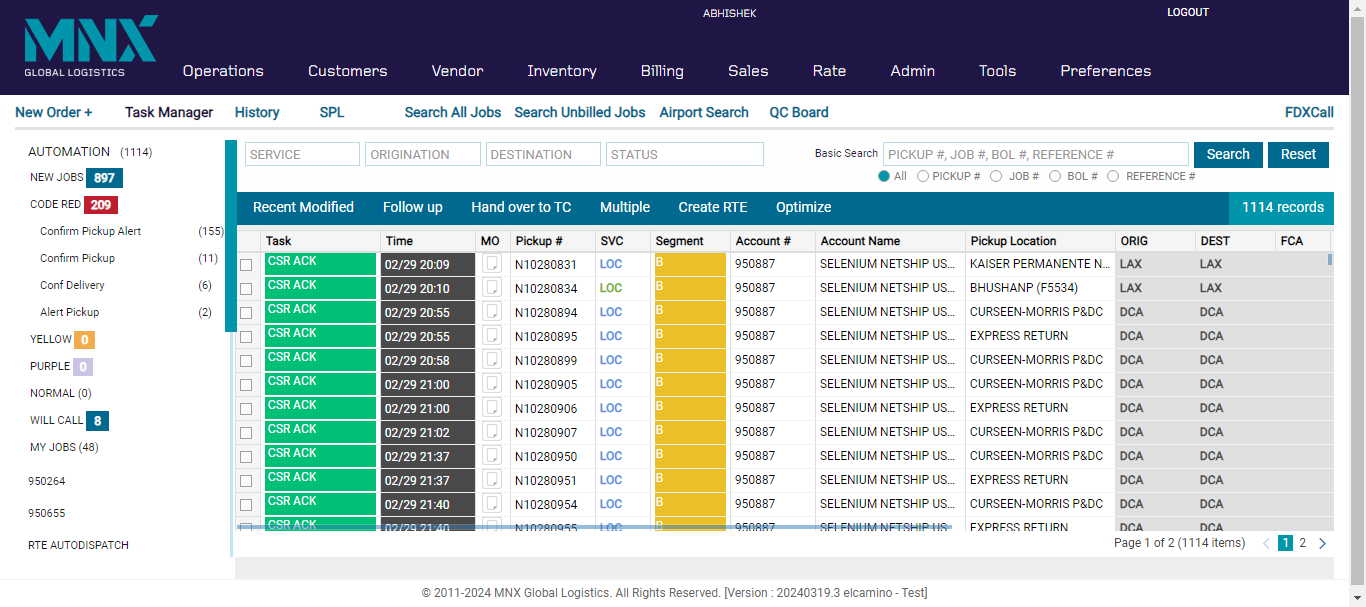 MNX
GLOBAL LOGISTICS
ABHISHEK
LOGOUT
Operations Customers Vendor Inventory Billing Sales Rate Admin Tools Preferences
New Order + Task Manager History SPL Search All Jobs Search Unbilled Jobs Airport Search QC Board FDXCall
AUTOMATION (1114)
NEW JOBS 897
CODE RED 209
Confirm Pickup Alert (155)
Confirm Pickup (11)
Conf Delivery (6)
Alert Pickup (2)
YELLOW 0
PURPLE 0
NORMAL (0)
WILL CALL 8
MY JOBS (48)
950264
950655
RTE AUTODISPATCH
SERVICE ORIGINATION DESTINATION STATUS Basic Search PICKUP #, JOB #, BOL #, REFERENCE # Search Reset
All PICKUP # JOB # BOL # REFERENCE #
Recent Modified Follow up Hand over to TC Multiple Create RTE Optimize 1114 records
Task Time MO Pickup # SVC Segment Account # Account Name Pickup Location ORIG DEST FCA
CSR ACK 02/29 20:09 N10280831 LOC B 950887 SELENIUM NETSHIP US... KAISER PERMANENTE N... LAX LAX
CSR ACK 02/29 20:10 N10280834 LOC B 950887 SELENIUM NETSHIP US... BHUSHANP (F5534) LAX LAX
CSR ACK 02/29 20:55 N10280894 LOC B 950887 SELENIUM NETSHIP US... CURSEEN-MORRIS P&DC DCA DCA
CSR ACK 02/29 20:55 N10280895 LOC B 950887 SELENIUM NETSHIP US... EXPRESS RETURN DCA DCA
CSR ACK 02/29 20:58 N10280899 LOC B 950887 SELENIUM NETSHIP US... CURSEEN-MORRIS P&DC DCA DCA
CSR ACK 02/29 21:00 N10280905 LOC B 950887 SELENIUM NETSHIP US... CURSEEN-MORRIS P&DC DCA DCA
CSR ACK 02/29 21:00 N10280906 LOC B 950887 SELENIUM NETSHIP US... EXPRESS RETURN DCA DCA
CSR ACK 02/29 21:02 N10280907 LOC B 950887 SELENIUM NETSHIP US... CURSEEN-MORRIS P&DC DCA DCA
CSR ACK 02/29 21:37 N10280950 LOC B 950887 SELENIUM NETSHIP US... CURSEEN-MORRIS P&DC DCA DCA
CSR ACK 02/29 21:37 N10280951 LOC B 950887 SELENIUM NETSHIP US... EXPRESS RETURN DCA DCA
CSR ACK 02/29 21:40 N10280954 LOC B 950887 SELENIUM NETSHIP US... CURSEEN-MORRIS P&DC DCA DCA
CSR ACK 02/29 21:40 N10280955 LOC B 950887 SELENIUM NETSHIP US... EXPRESS RETURN DCA DCA
Page 1 of 2 (1114 items) 1 2
© 2011-2024 MNX Global Logistics. All Rights Reserved. [Version : 20240319.3 elcamino - Test]